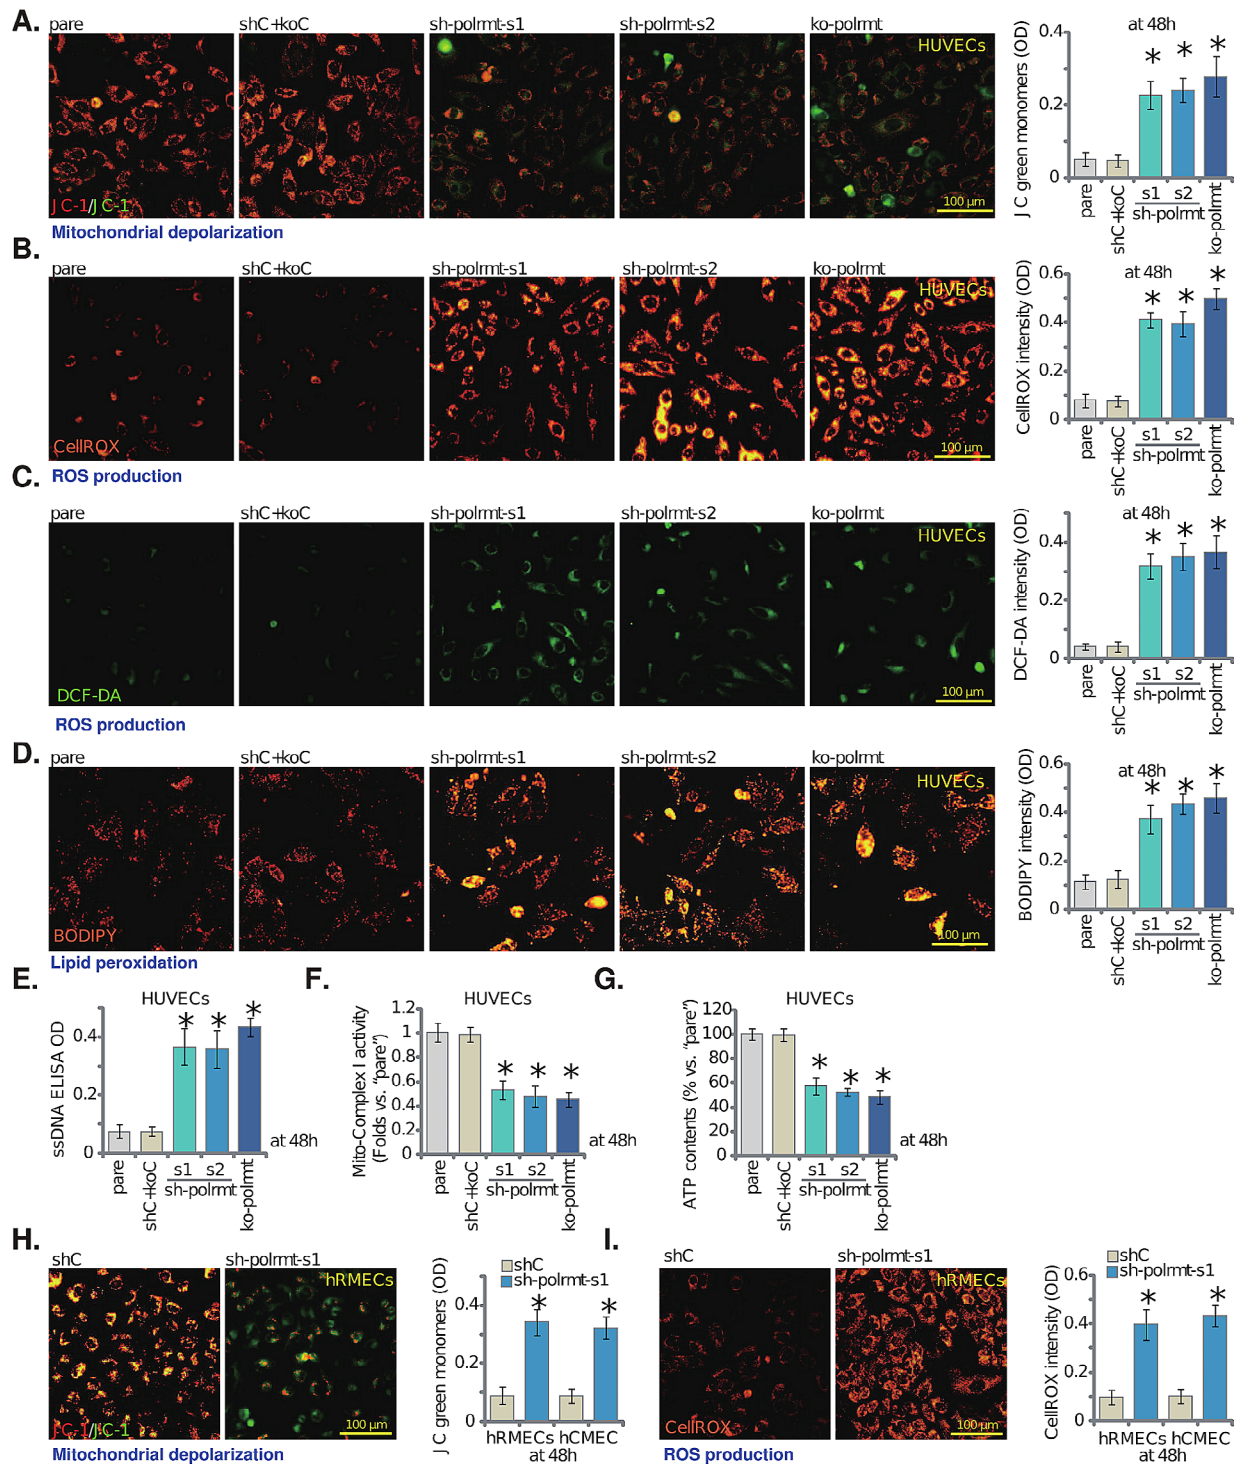 A.
pare
shC+koC
sh-polrmt-s1
sh-polrmt-s2
ko-polrmt
HUVECs
JC-1/JC-1
100 µm
Mitochondrial depolarization
JC green monomers (OD)
at 48h
0.4
0.2
0
* * *
pare
shC+koC
s1 s2
sh-polrmt
ko-polrmt
B.
pare
shC+koC
sh-polrmt-s1
sh-polrmt-s2
ko-polrmt
HUVECs
CellROX
100 µm
ROS production
CellROX intensity (OD)
at 48h
0.6
0.4
0.2
0
* * *
pare
shC+koC
s1 s2
sh-polrmt
ko-polrmt
C.
pare
shC+koC
sh-polrmt-s1
sh-polrmt-s2
ko-polrmt
HUVECs
DCF-DA
100 µm
ROS production
DCF-DA intensity (OD)
at 48h
0.4
0.2
0
* * *
pare
shC+koC
s1 s2
sh-polrmt
ko-polrmt
D.
pare
shC+koC
sh-polrmt-s1
sh-polrmt-s2
ko-polrmt
HUVECs
BODIPY
100 µm
Lipid peroxidation
BODIPY intensity (OD)
at 48h
0.6
0.4
0.2
0
* * *
pare
shC+koC
s1 s2
sh-polrmt
ko-polrmt
E.
HUVECs
ssDNA ELISA OD
0.4
0.2
0
* * *
at 48h
pare
shC+koC
s1 s2
sh-polrmt
ko-polrmt
F.
HUVECs
Mito-Complex I activity
(Folds vs. “pare”)
1.2
1
0.8
0.6
0.4
0.2
0
* * *
at 48h
pare
shC+koC
s1 s2
sh-polrmt
ko-polrmt
G.
HUVECs
ATP contents (% vs. “pare”)
120
100
80
60
40
20
0
* * *
at 48h
pare
shC+koC
s1 s2
sh-polrmt
ko-polrmt
H.
shC
sh-polrmt-s1
hRMECs
JC-1/JC-1
100 µm
Mitochondrial depolarization
shC
sh-polrmt-s1
JC green monomers (OD)
0.4
0.2
0
* *
hRMECs hCMEC
at 48h
I.
shC
sh-polrmt-s1
hRMECs
CellROX
100 µm
ROS production
shC
sh-polrmt-s1
CellROX intensity (OD)
0.6
0.4
0.2
0
* *
hRMECs hCMEC
at 48h